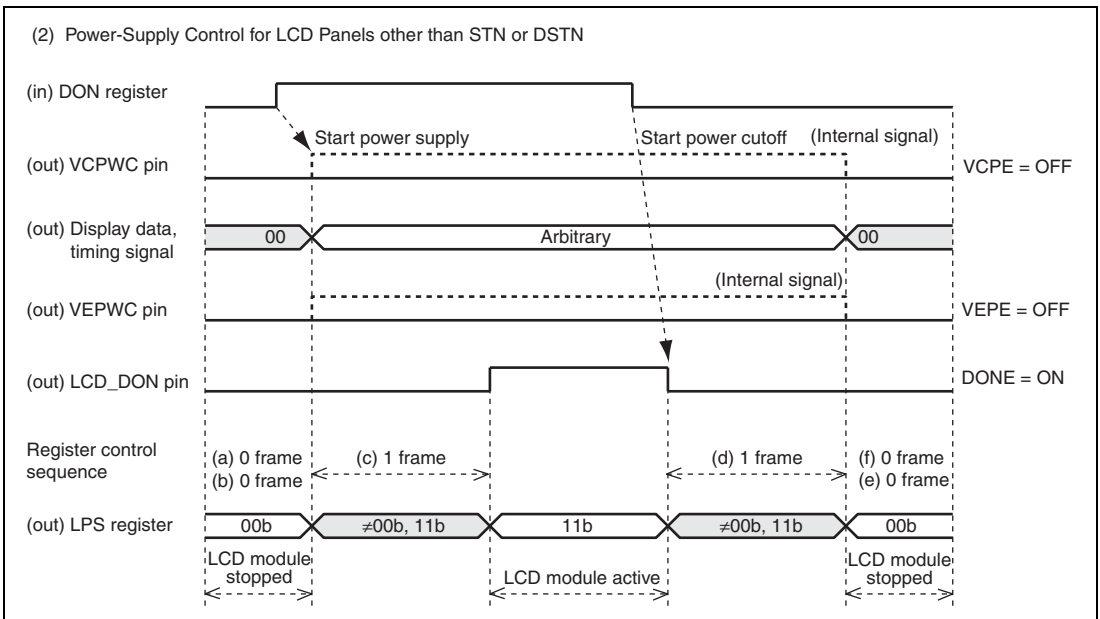 (2) Power-Supply Control for LCD Panels other than STN or DSTN
(in) DON register
Start power supply
Start power cutoff
(Internal signal)
(out) VCPWC pin
VCPE = OFF
(out) Display data,
timing signal
00
Arbitrary
00
(Internal signal)
(out) VEPWC pin
VEPE = OFF
(out) LCD_DON pin
DONE = ON
Register control
sequence
(a) 0 frame
(b) 0 frame
(c) 1 frame
(d) 1 frame
(f) 0 frame
(e) 0 frame
(out) LPS register
00b
≠00b, 11b
11b
≠00b, 11b
00b
LCD module
stopped
LCD module active
LCD module
stopped